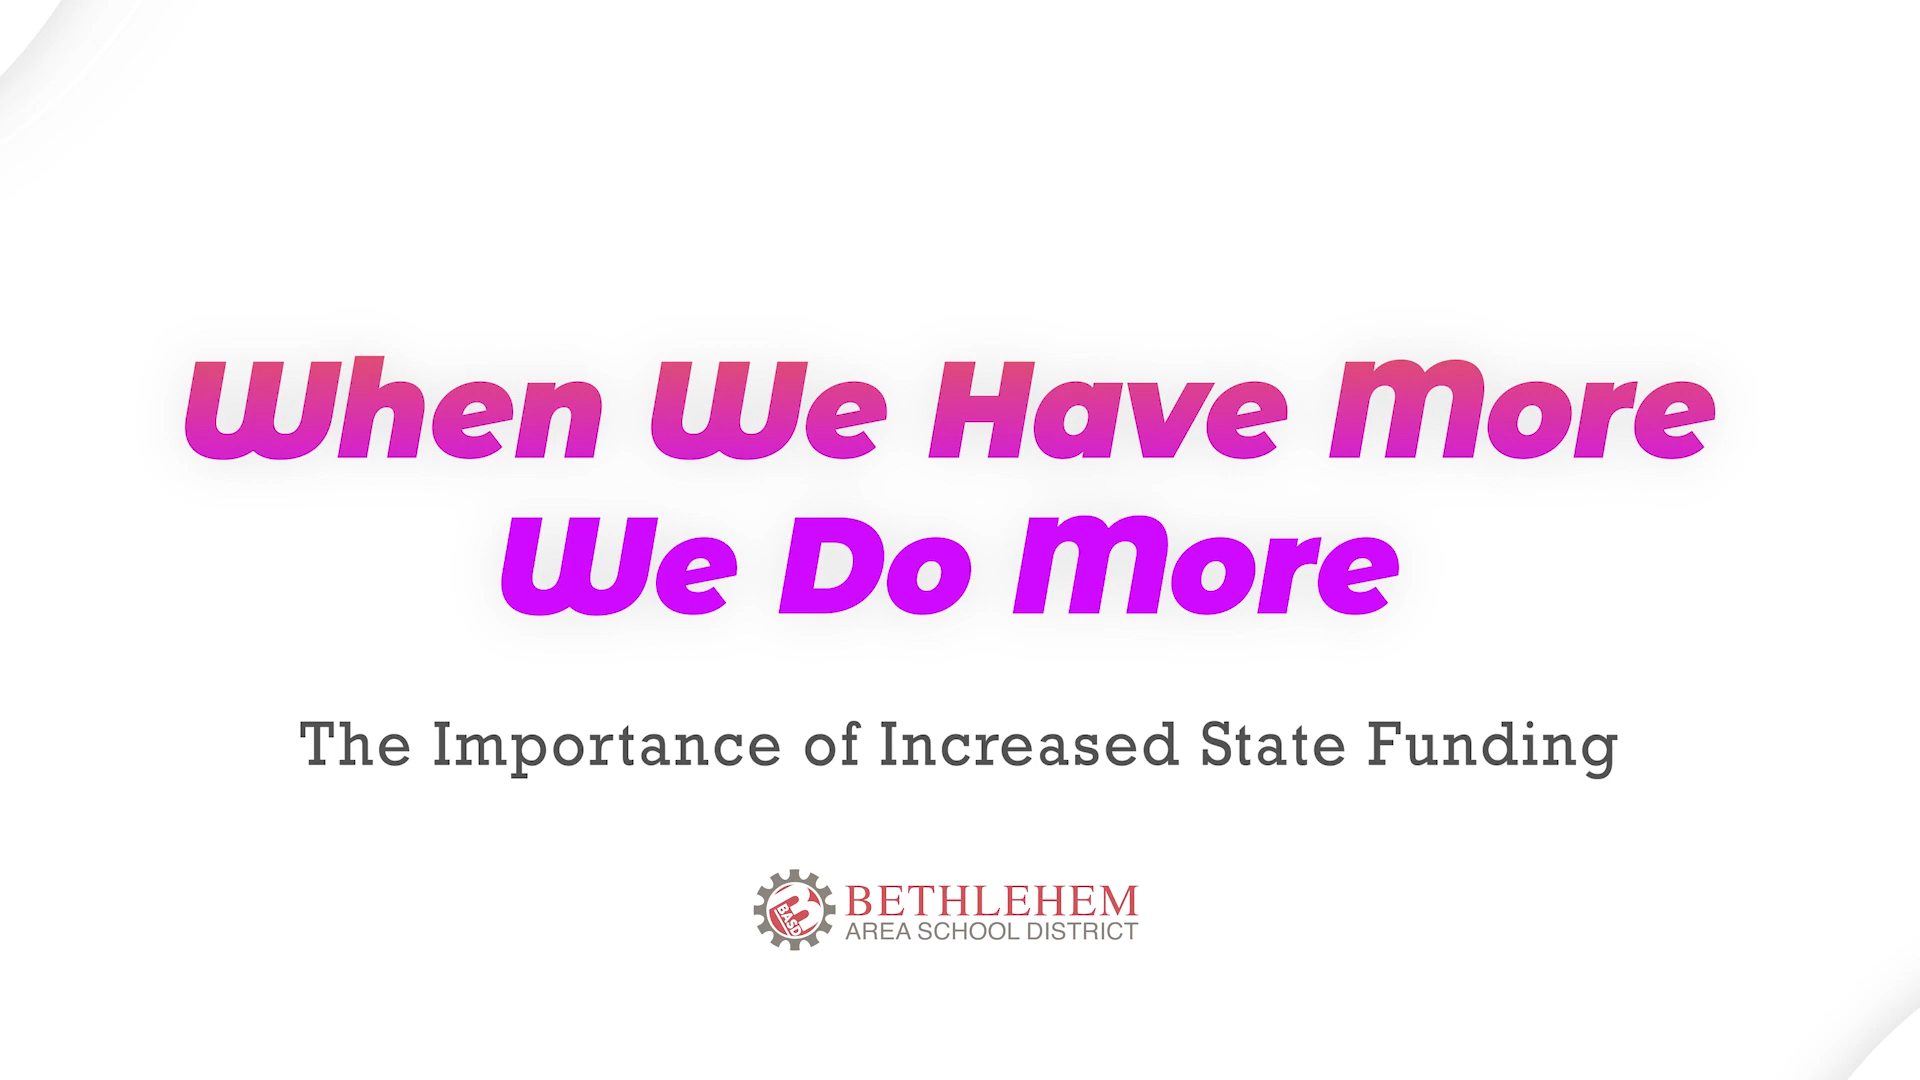 When We Have More
We Do More
The Importance of Increased State Funding
BASD
BETHLEHEM
AREA SCHOOL DISTRICT